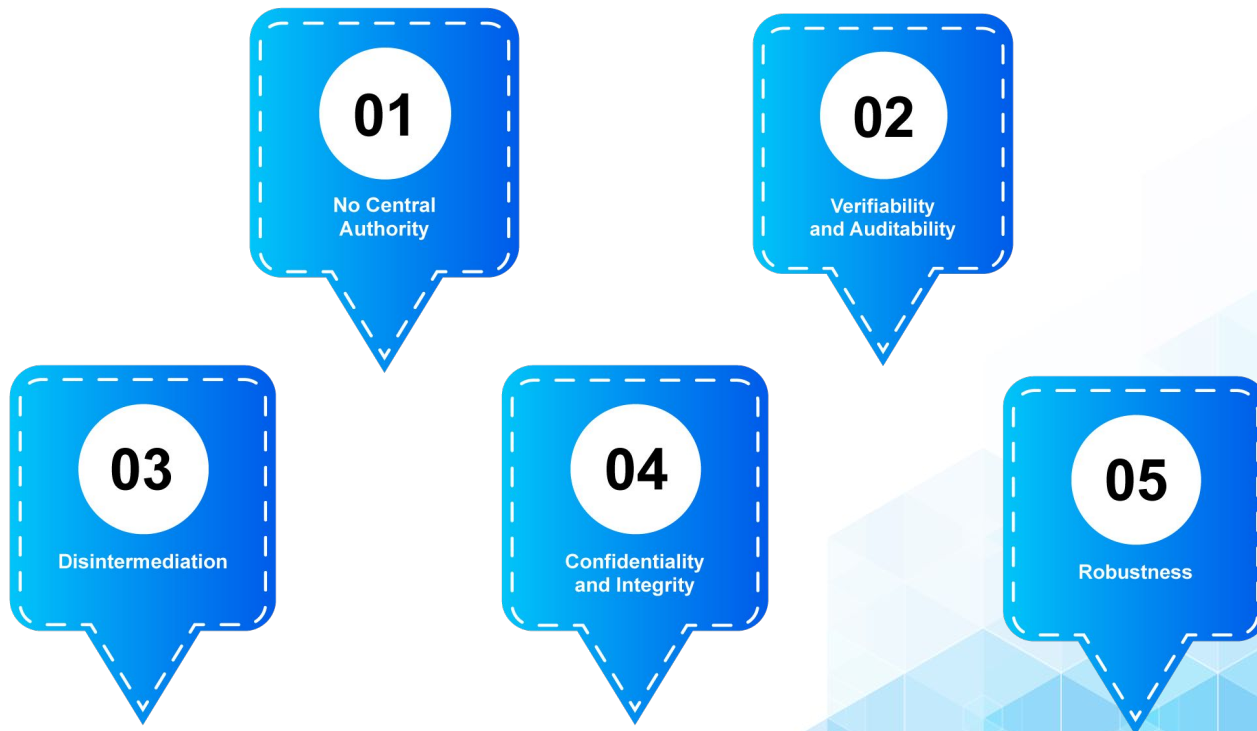 01
No Central
Authority
02
Verifiability
and Auditability
03
Disintermediation
04
Confidentiality
and Integrity
05
Robustness